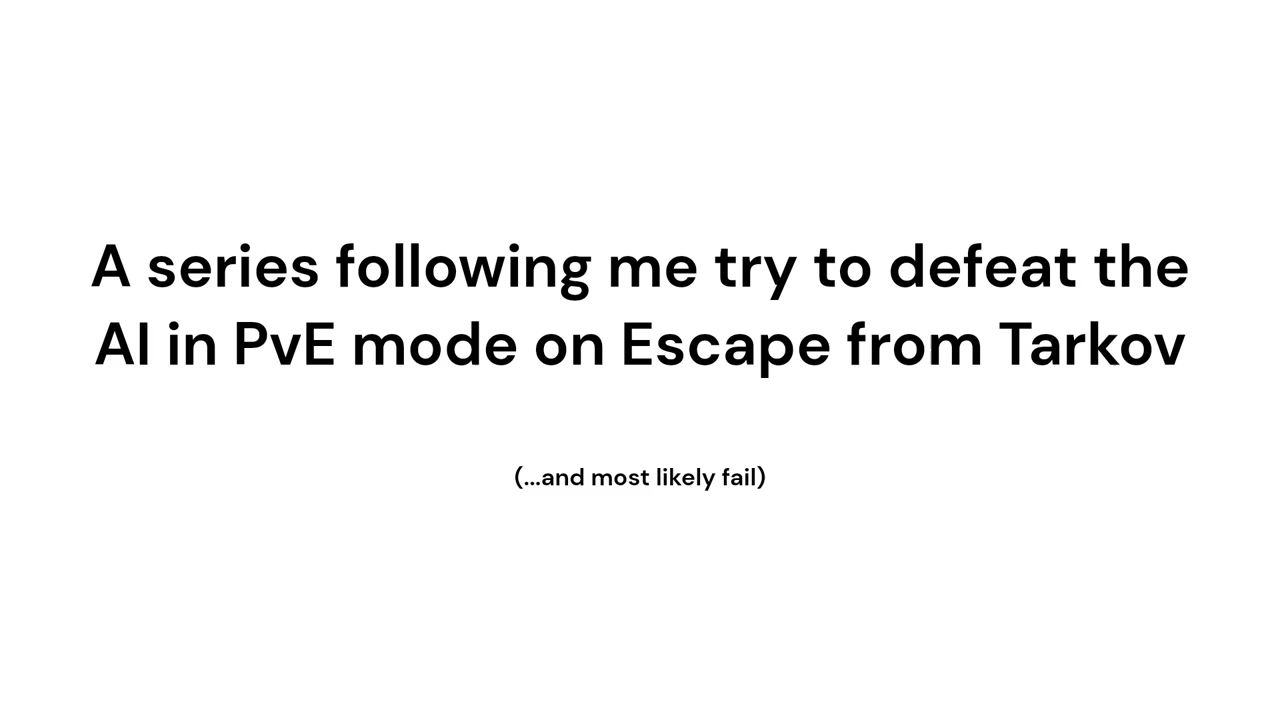 A series following me try to defeat the
AI in PvE mode on Escape from Tarkov
(...and most likely fail)